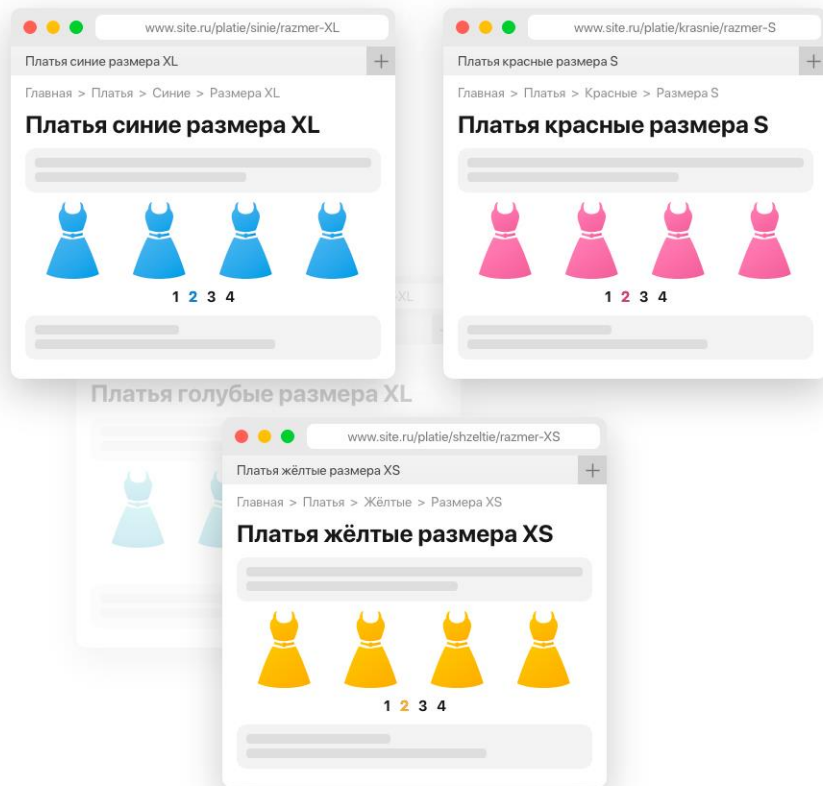 www.site.ru/platie/sinie/razmer-XL
Платья синие размера XL
+
Главная > Платья > Синие > Размера XL
Платья синие размера XL
1 2 3 4
www.site.ru/platie/krasnie/razmer-S
Платья красные размера S
+
Главная > Платья > Красные > Размера S
Платья красные размера S
1 2 3 4
-XL
Платья голубые размера XL
www.site.ru/platie/shzeltie/razmer-XS
Платья жёлтые размера XS
+
Главная > Платья > Жёлтые > Размера XS
Платья жёлтые размера XS
1 2 3 4